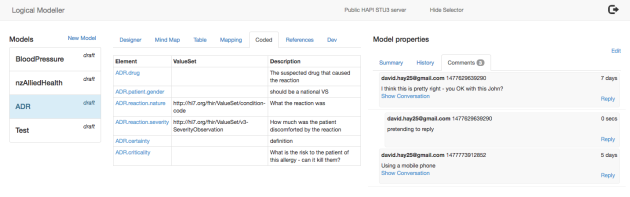 Logical Modeller
Public HAPI STU3 server
Hide Selector
Models
New Model
BloodPressure
draft
nzAlliedHealth
draft
ADR
draft
Test
draft
Designer Mind Map Table Mapping Coded References Dev
Element ValueSet Description
ADR.drug The suspected drug that caused
the reaction
ADR.patient.gender should be a national VS
ADR.reaction.nature http://hl7.org/fhir/ValueSet/condition- What the reaction was
code
ADR.reaction.severity http://hl7.org/fhir/ValueSet/v3- How much was the patient
SeverityObservation discomforted by the reaction
ADR.certainty definition
ADR.criticality What is the risk to the patient of
this allergy - can it kill them?
Model properties
Edit
Summary History Comments
david.hay25@gmail.com 1477629639290 7 days
I think this is pretty right - you OK with this John?
Show Conversation
Reply
david.hay25@gmail.com 1477629639290 0 secs
pretending to reply
Reply
david.hay25@gmail.com 1477773912852 5 days
Using a mobile phone
Show Conversation
Reply